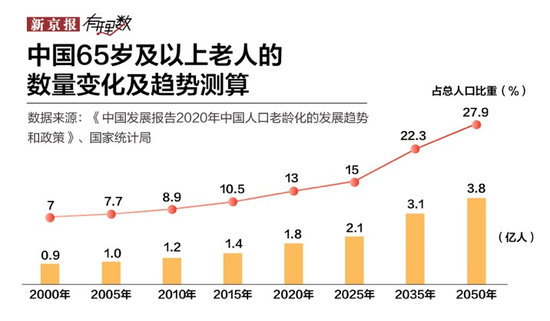 新京报 有理数
中国65岁及以上老人的
数量变化及趋势测算
数据来源：《中国发展报告2020年中国人口老龄化的发展趋势
和政策》、国家统计局
占总人口比重（%）
7 7.7 8.9 10.5 13 15 22.3 27.9
0.9 1.0 1.2 1.4 1.8 2.1 3.1 3.8
（亿人）
2000年 2005年 2010年 2015年 2020年 2025年 2035年 2050年